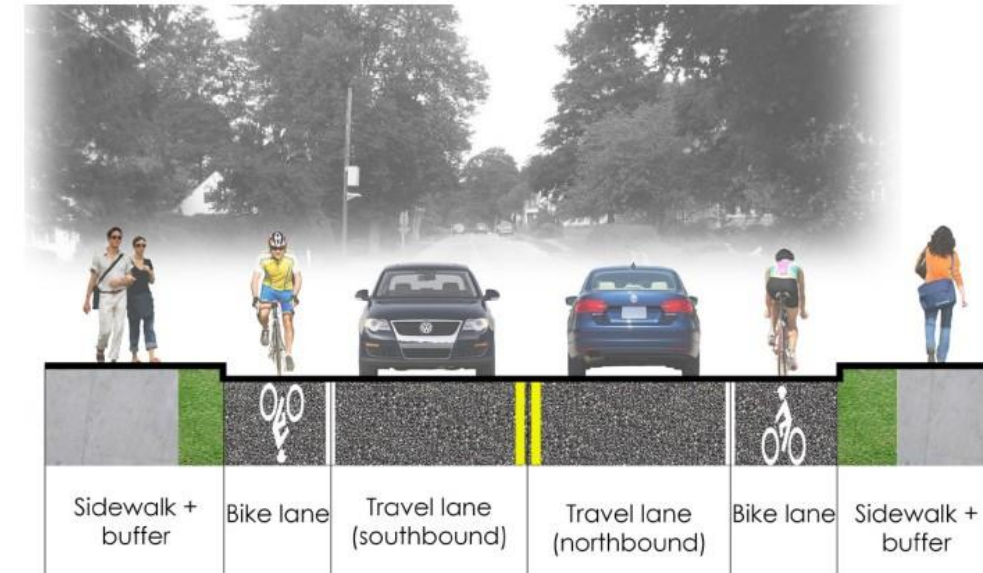 Sidewalk +
buffer
Bike lane
Travel lane
(southbound)
Travel lane
(northbound)
Bike lane
Sidewalk +
buffer